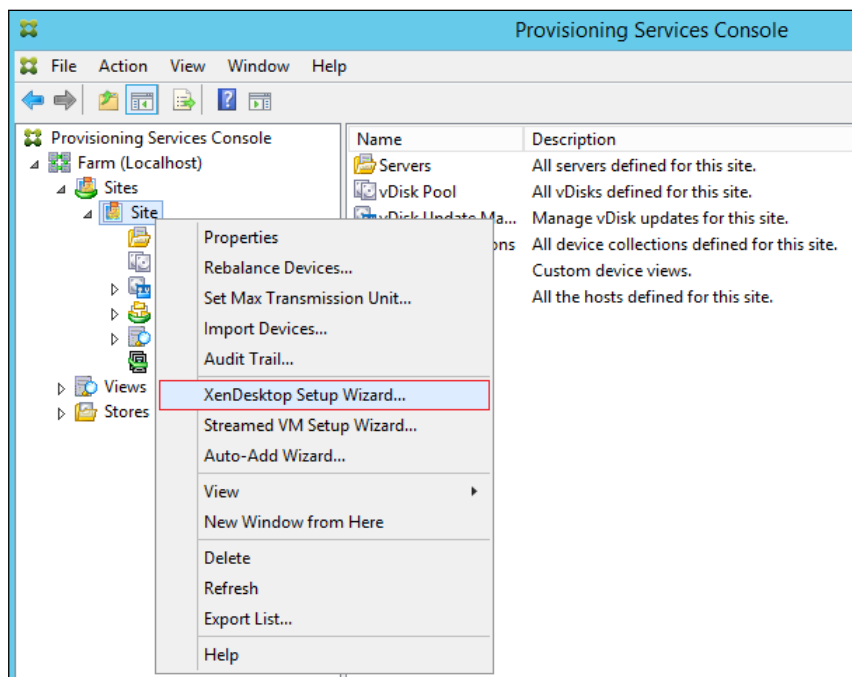 Provisioning Services Console
File Action View Window Help
Provisioning Services Console
Farm (Localhost)
Sites
Site
Views
Stores
Name Description
Servers All servers defined for this site.
vDisk Pool All vDisks defined for this site.
vDisk Update Ma... Manage vDisk updates for this site.
ons All device collections defined for this site.
Custom device views.
All the hosts defined for this site.
Properties
Rebalance Devices...
Set Max Transmission Unit...
Import Devices...
Audit Trail...
XenDesktop Setup Wizard...
Streamed VM Setup Wizard...
Auto-Add Wizard...
View
New Window from Here
Delete
Refresh
Export List...
Help